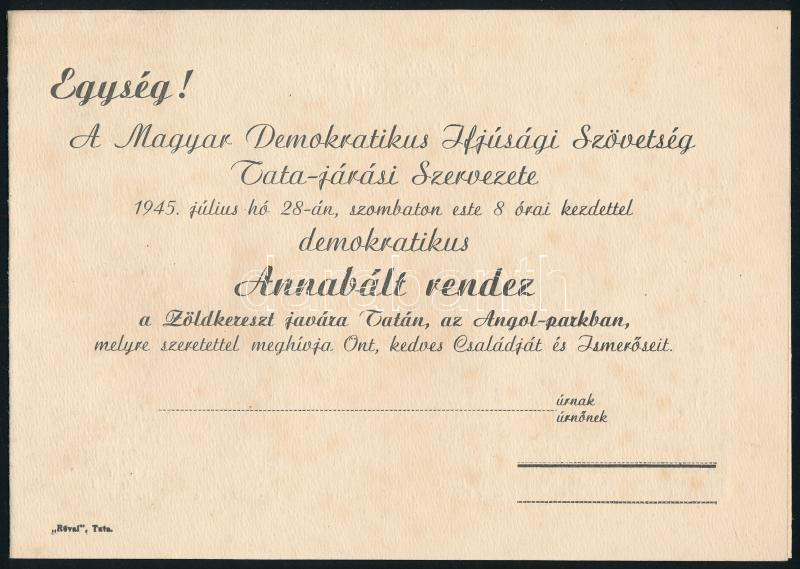 Egység!
A Magyar Demokratikus Ifjúsági Szövetség
Tata-járási Szervezete
1945. július hó 28-án, szombaton este 8 órai kezdettel
demokratikus
Annabált rendez
a Zöldkereszt javára Tatán, az Angol-parkban,
melyre szeretettel meghívja Önt, kedves Családját és Ismerőseit.
úrnak
úrnőnek
„Révai”, Tata.
darabanth